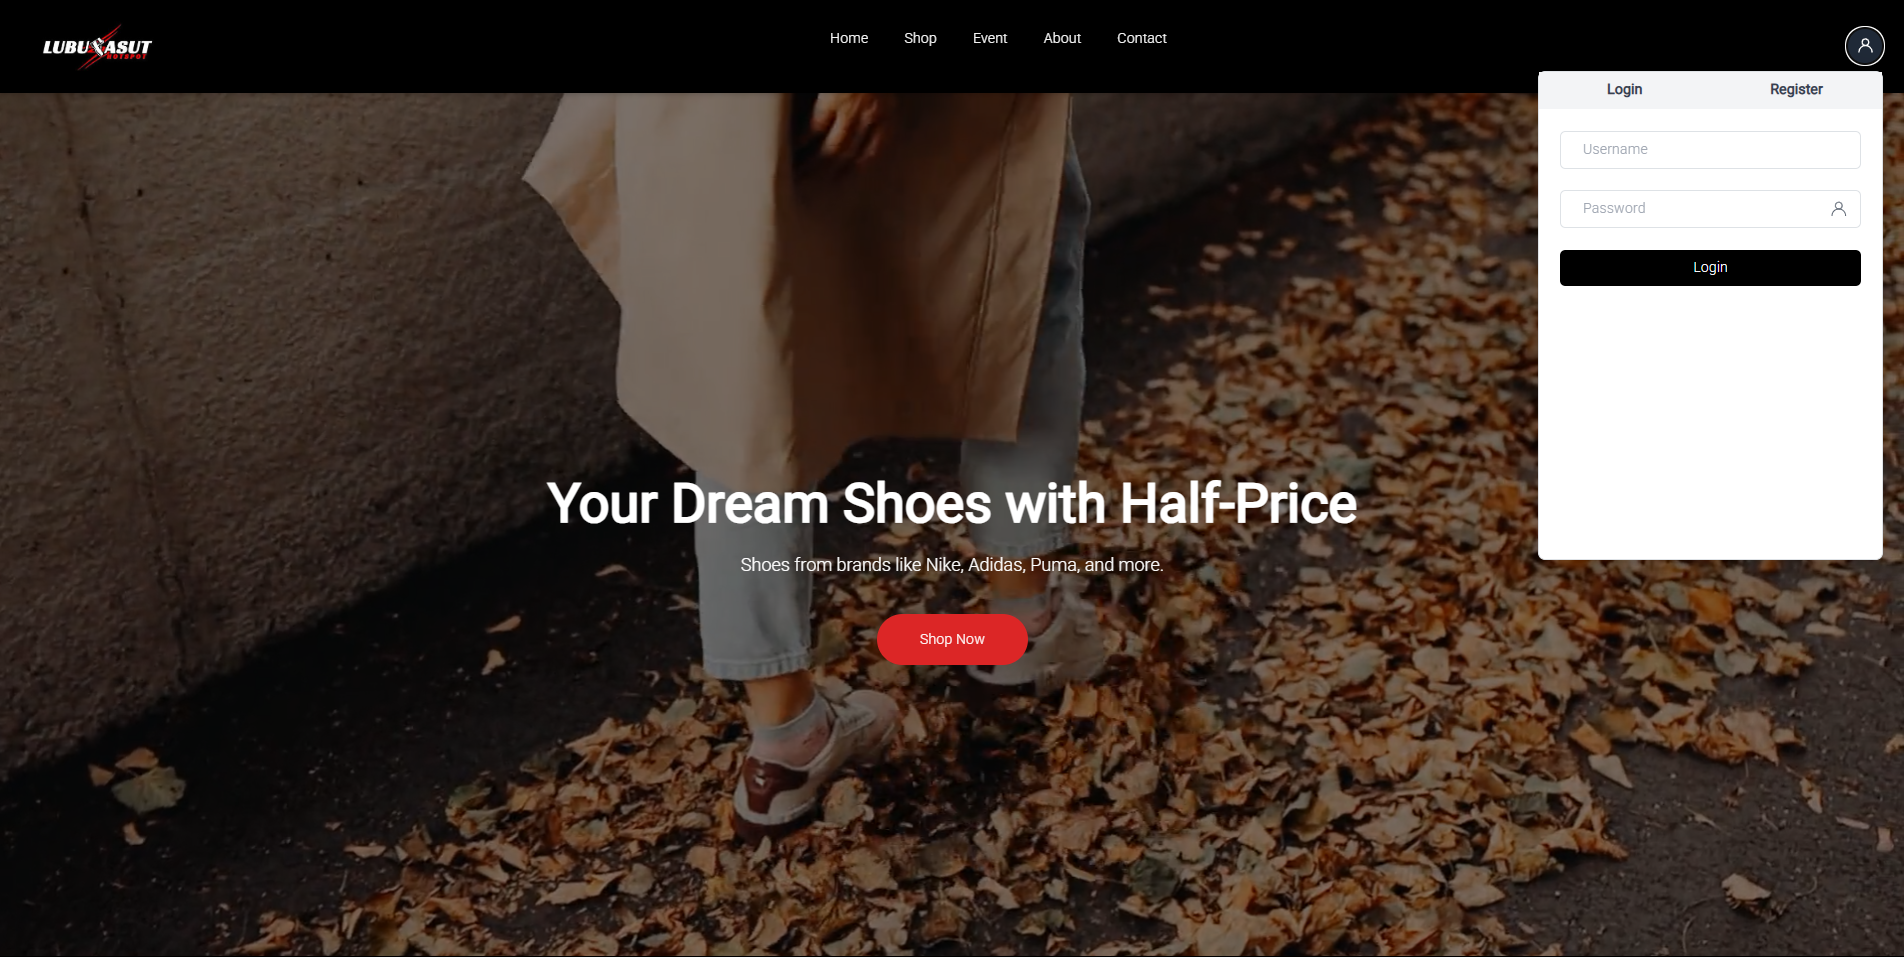 LUBUKASUT
HOTSPOT
Home
Shop
Event
About
Contact
Login
Register
Username
Password
Login
Your Dream Shoes with Half-Price
Shoes from brands like Nike, Adidas, Puma, and more.
Shop Now